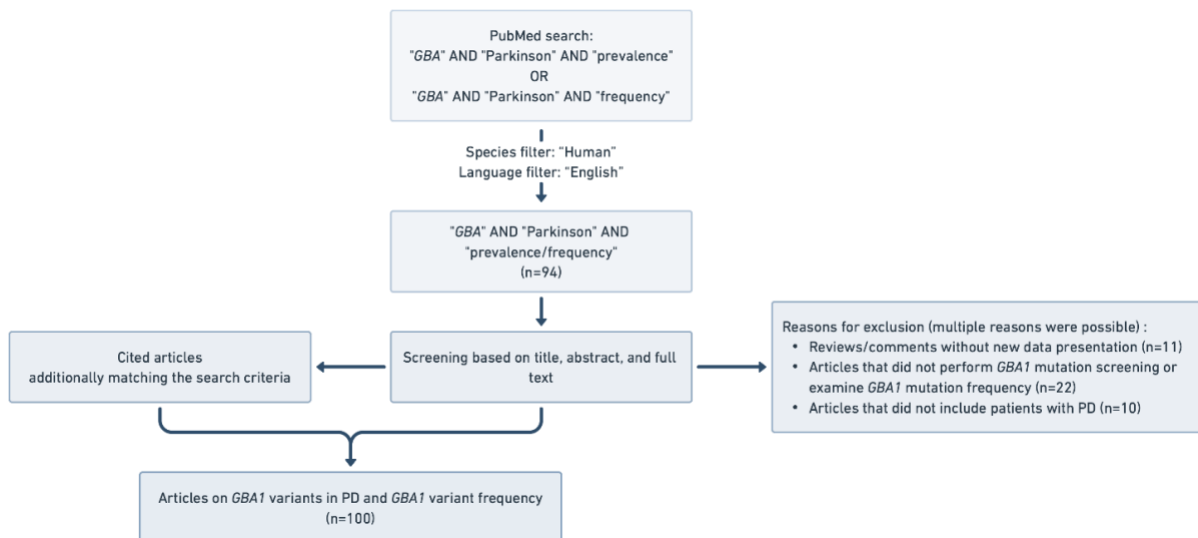 PubMed search:
"GBA" AND "Parkinson" AND "prevalence"
OR
"GBA" AND "Parkinson" AND "frequency"
Species filter: "Human"
Language filter: "English"
"GBA" AND "Parkinson" AND
"prevalence/frequency"
(n=94)
Cited articles
additionally matching the search criteria
Screening based on title, abstract, and full
text
Reasons for exclusion (multiple reasons were possible) :
• Reviews/comments without new data presentation (n=11)
• Articles that did not perform GBA1 mutation screening or
examine GBA1 mutation frequency (n=22)
• Articles that did not include patients with PD (n=10)
Articles on GBA1 variants in PD and GBA1 variant frequency
(n=100)